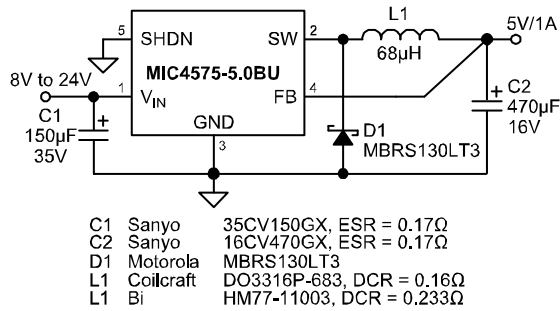 L1
68µH
5V/1A
5 SHDN SW 2
MIC4575-5.0BU
8V to 24V
1 VIN FB 4
GND
3
C1
150µF
35V
+
D1
MBRS130LT3
C2
470µF
16V
+
C1 Sanyo 35CV150GX, ESR = 0.17Ω
C2 Sanyo 16CV470GX, ESR = 0.17Ω
D1 Motorola MBRS130LT3
L1 Coilcraft DO3316P-683, DCR = 0.16Ω
L1 Bi HM77-11003, DCR = 0.233Ω